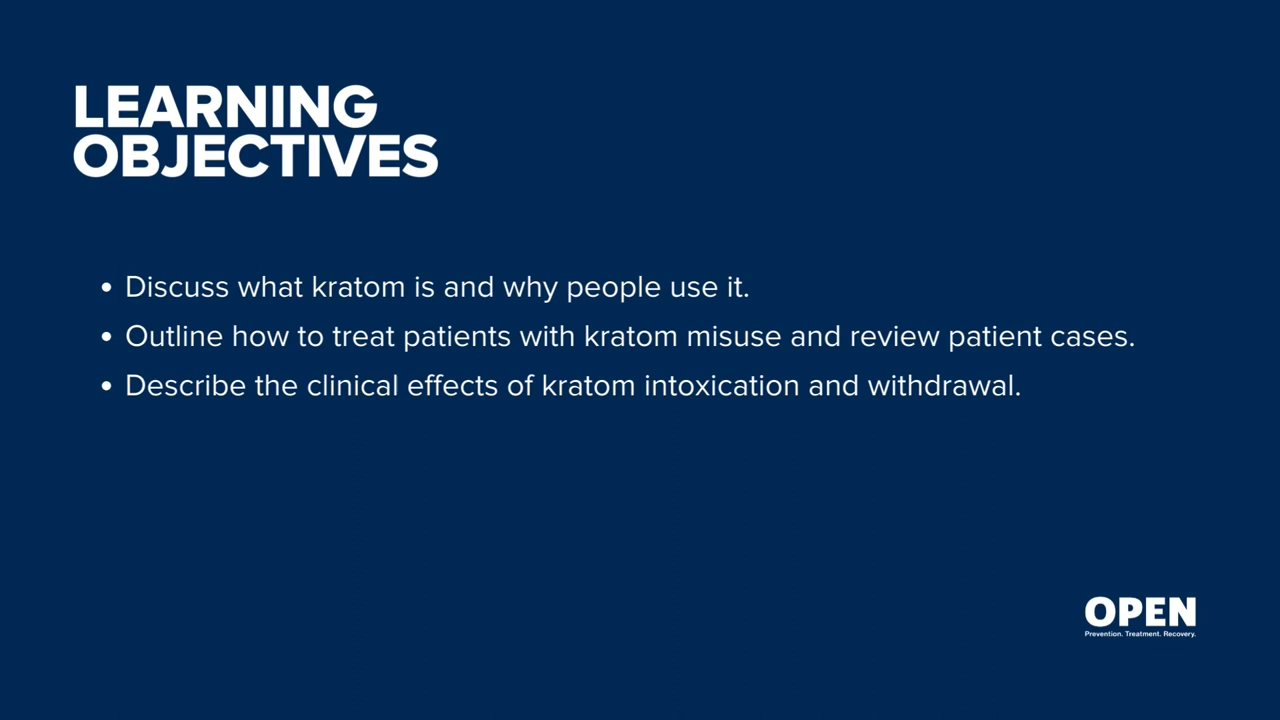 LEARNING
OBJECTIVES
• Discuss what kratom is and why people use it.
• Outline how to treat patients with kratom misuse and review patient cases.
• Describe the clinical effects of kratom intoxication and withdrawal.
OPEN
Prevention. Treatment. Recovery.